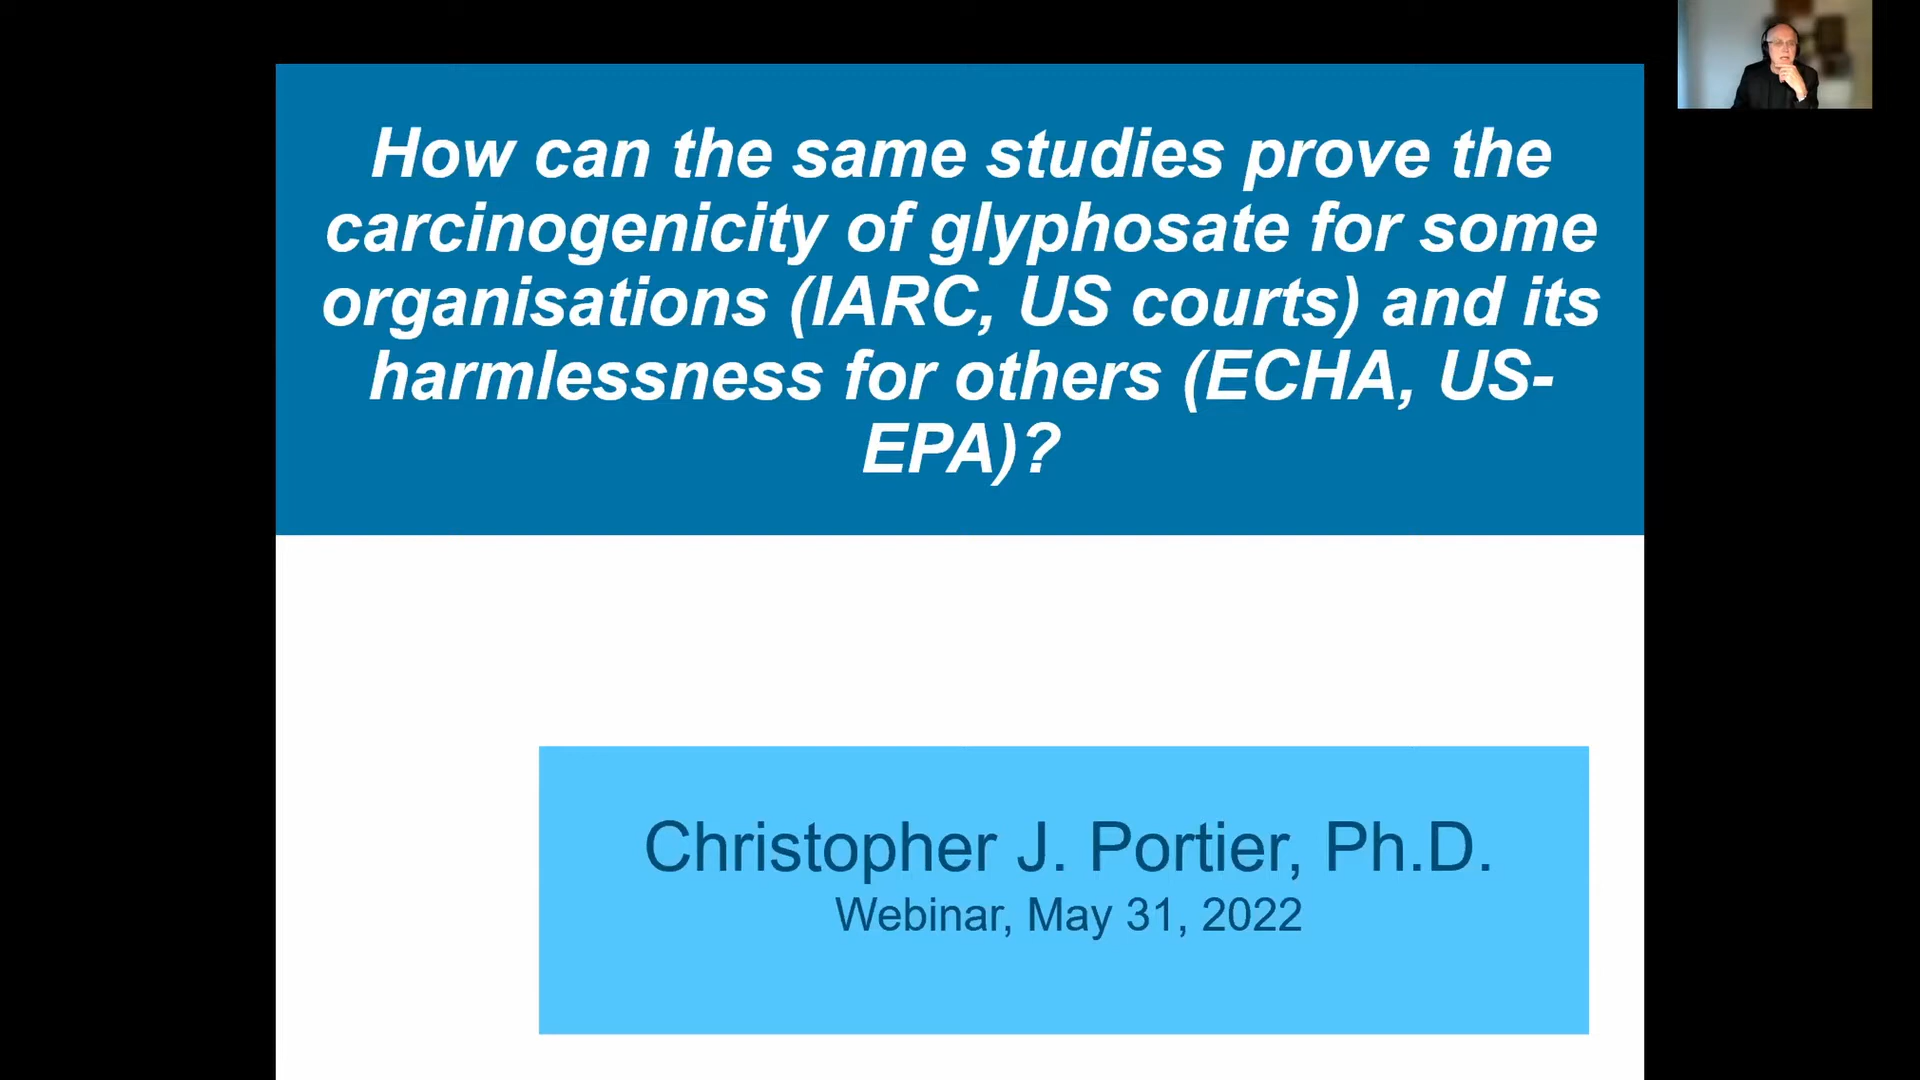 How can the same studies prove the
carcinogenicity of glyphosate for some
organisations (IARC, US courts) and its
harmlessness for others (ECHA, US-
EPA)?
Christopher J. Portier, Ph.D.
Webinar, May 31, 2022